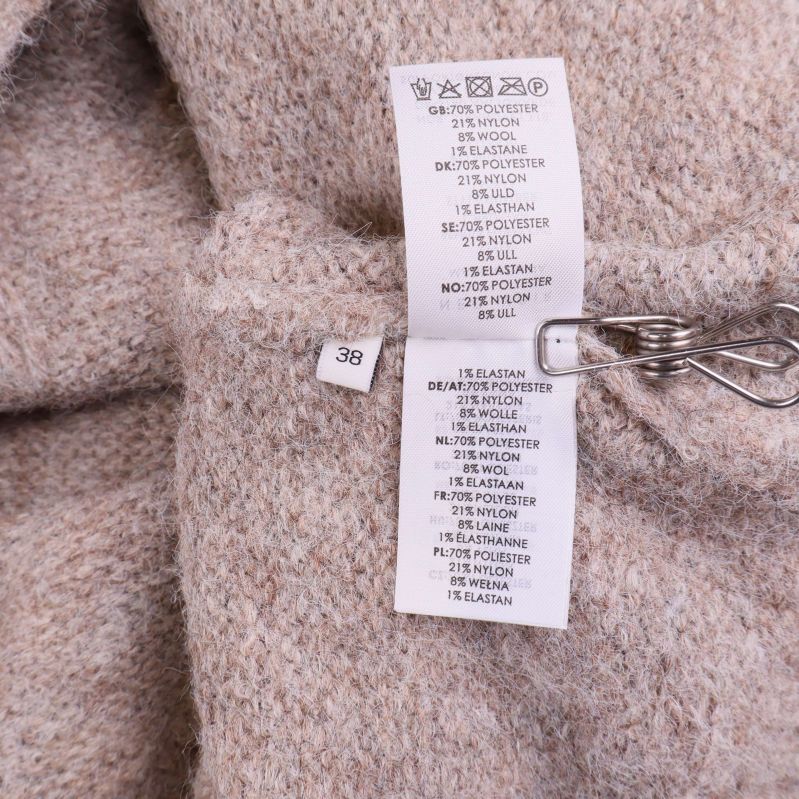 P
GB:70% POLYESTER
21% NYLON
8% WOOL
1% ELASTANE
DK:70% POLYESTER
21% NYLON
8% ULD
1% ELASTHAN
SE:70% POLYESTER
21% NYLON
8% ULL
1% ELASTAN
NO:70% POLYESTER
21% NYLON
8% ULL
38
1% ELASTAN
DE/AT:70% POLYESTER
21% NYLON
8% WOLLE
1% ELASTHAN
NL:70% POLYESTER
21% NYLON
8% WOL
1% ELASTAAN
FR:70% POLYESTER
21% NYLON
8% LAINE
1% ÉLASTHANNE
PL:70% POLIESTER
21% NYLON
8% WEŁNA
1% ELASTAN